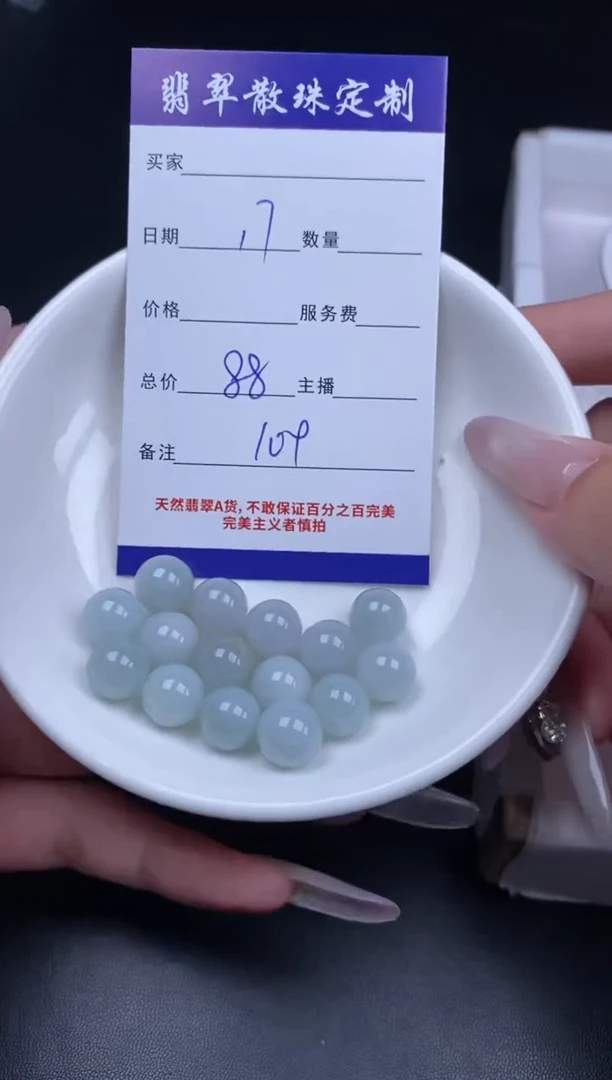 翡翠散珠定制
买家
日期 17 数量
价格 服务费
总价 88 主播
备注 109
天然翡翠A货,不敢保证百分之百完美
完美主义者慎拍